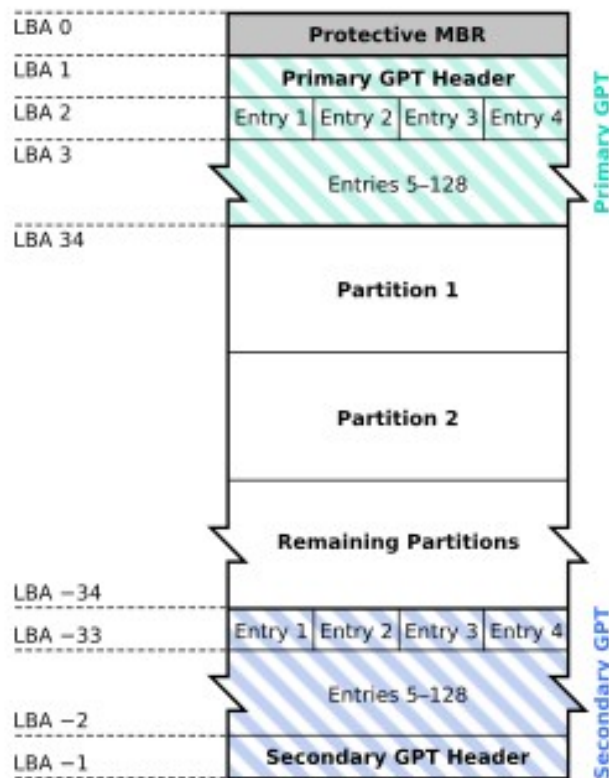 LBA 0
Protective MBR
LBA 1
Primary GPT Header
LBA 2
Entry 1 Entry 2 Entry 3 Entry 4
LBA 3
Entries 5–128
Primary GPT
LBA 34
Partition 1
Partition 2
Remaining Partitions
LBA −34
LBA −33
Entry 1 Entry 2 Entry 3 Entry 4
Entries 5–128
LBA −2
Secondary GPT Header
LBA −1
Secondary GPT